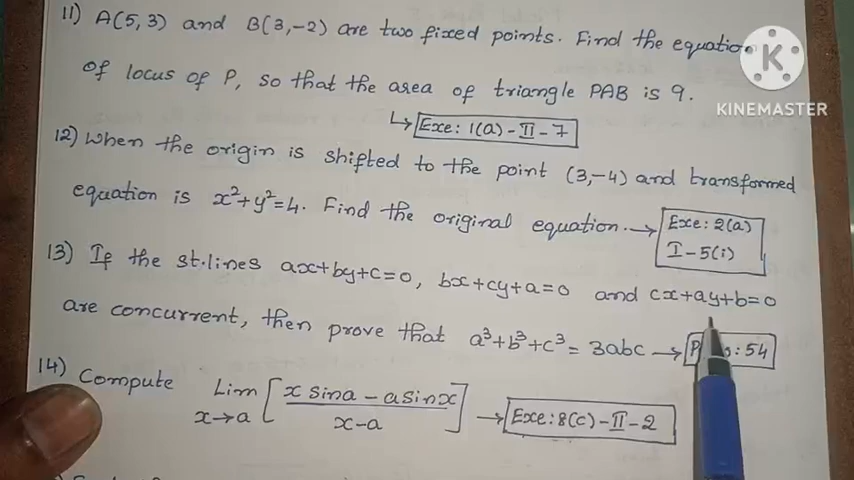 11) A(5,3) and B(3,-2) are two fixed points. Find the equation
of locus of P, so that the area of triangle PAB is 9.
↳ Exe: 1(a)-II-7
12) When the origin is shifted to the point (3,-4) and transformed
equation is x²+y²=4. Find the original equation. → Exe: 2(a)
I-5(i)
13) If the st.lines ax+by+c=0, bx+cy+a=0 and cx+ay+b=0
are concurrent, then prove that a³+b³+c³=3abc → : 54
14) Compute Lim x→a [x sina - a sinx / x-a] → Exe: 8(c)-II-2
K
KINEMASTER